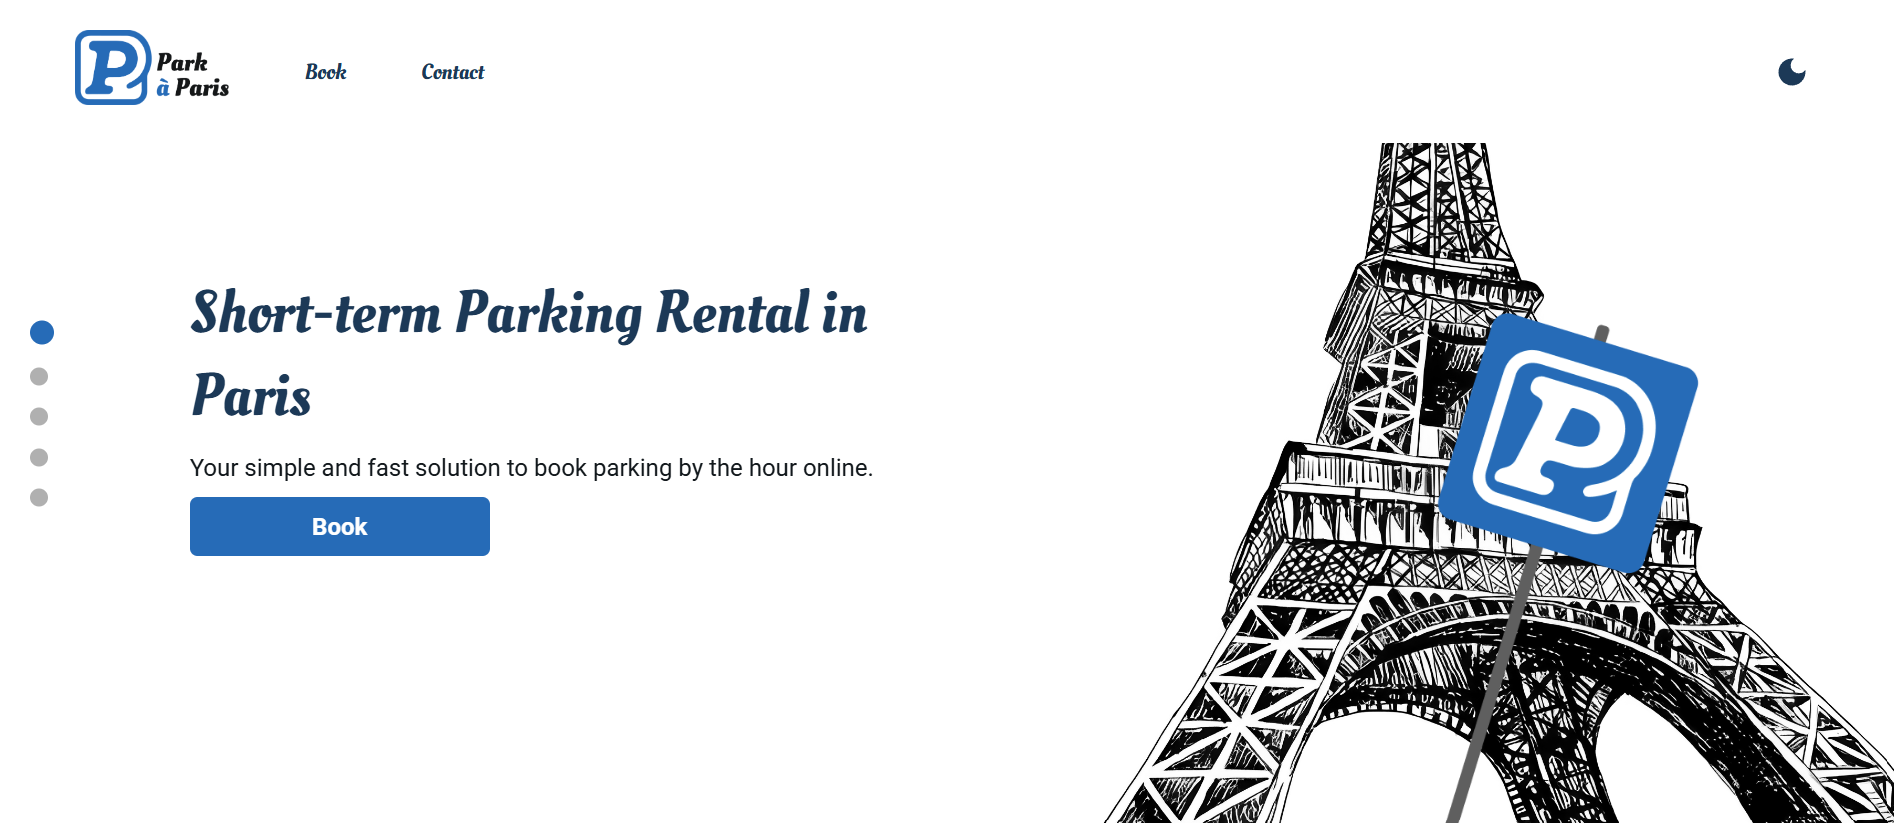 P
Park
à Paris
Book
Contact
Short-term Parking Rental in
Paris
Your simple and fast solution to book parking by the hour online.
Book
P